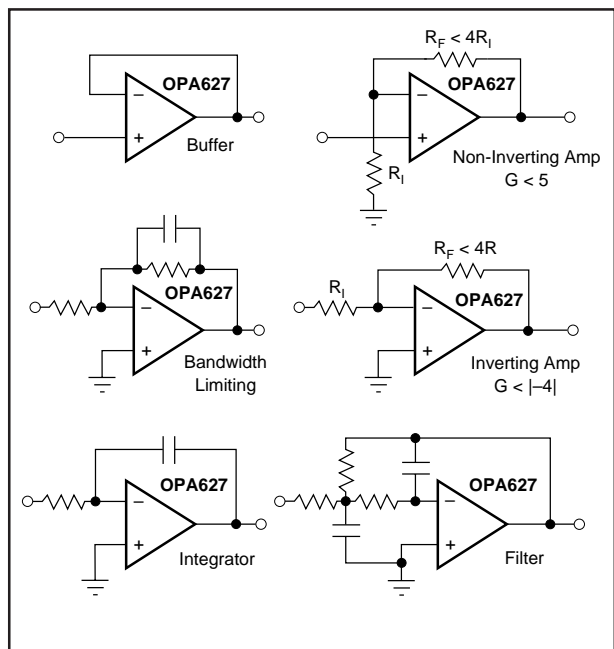 OPA627
−
+
Buffer
R_F < 4R_I
OPA627
−
+
R_I
Non-Inverting Amp
G < 5
OPA627
−
+
Bandwidth
Limiting
R_F < 4R
R_I
OPA627
−
+
Inverting Amp
G < |–4|
OPA627
−
+
Integrator
OPA627
−
+
Filter